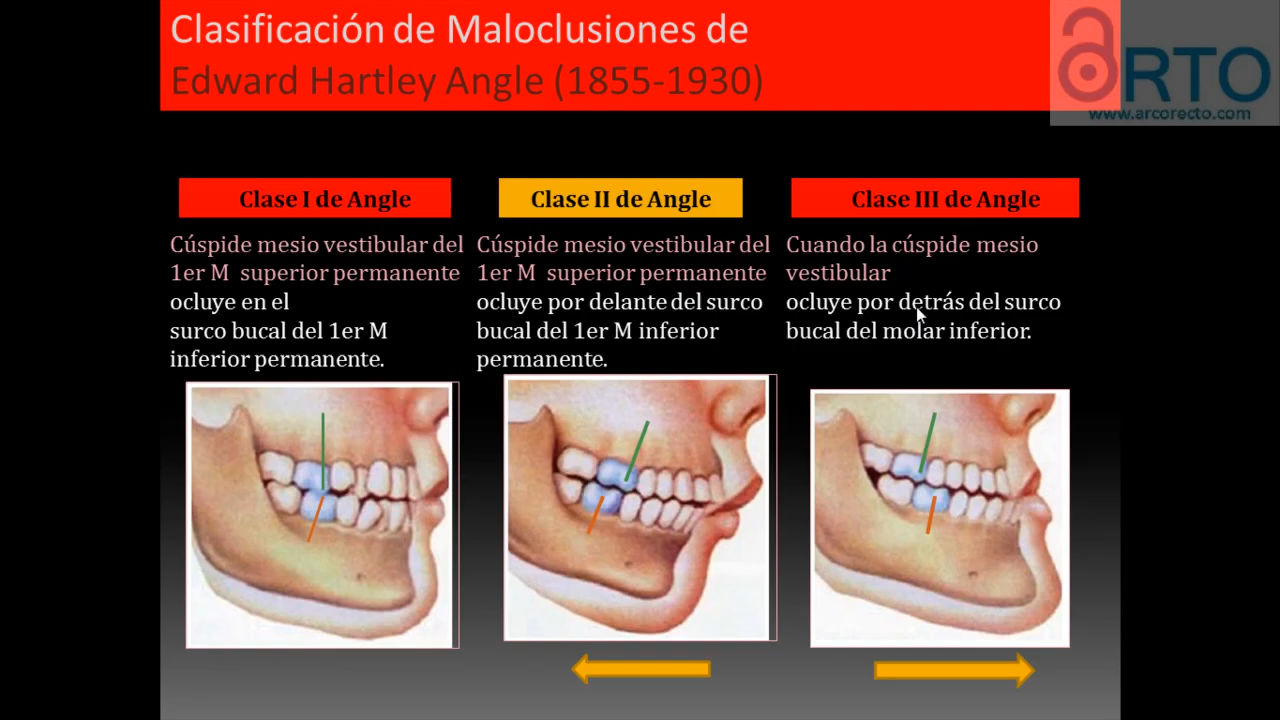 Clasificación de Maloclusiones de
Edward Hartley Angle (1855-1930)
ARTO
www.arcorecto.com
Clase I de Angle
Cúspide mesio vestibular del
1er M superior permanente
ocluye en el
surco bucal del 1er M
inferior permanente.
Clase II de Angle
Cúspide mesio vestibular del
1er M superior permanente
ocluye por delante del surco
bucal del 1er M inferior
permanente.
Clase III de Angle
Cuando la cúspide mesio
vestibular
ocluye por detrás del surco
bucal del molar inferior.